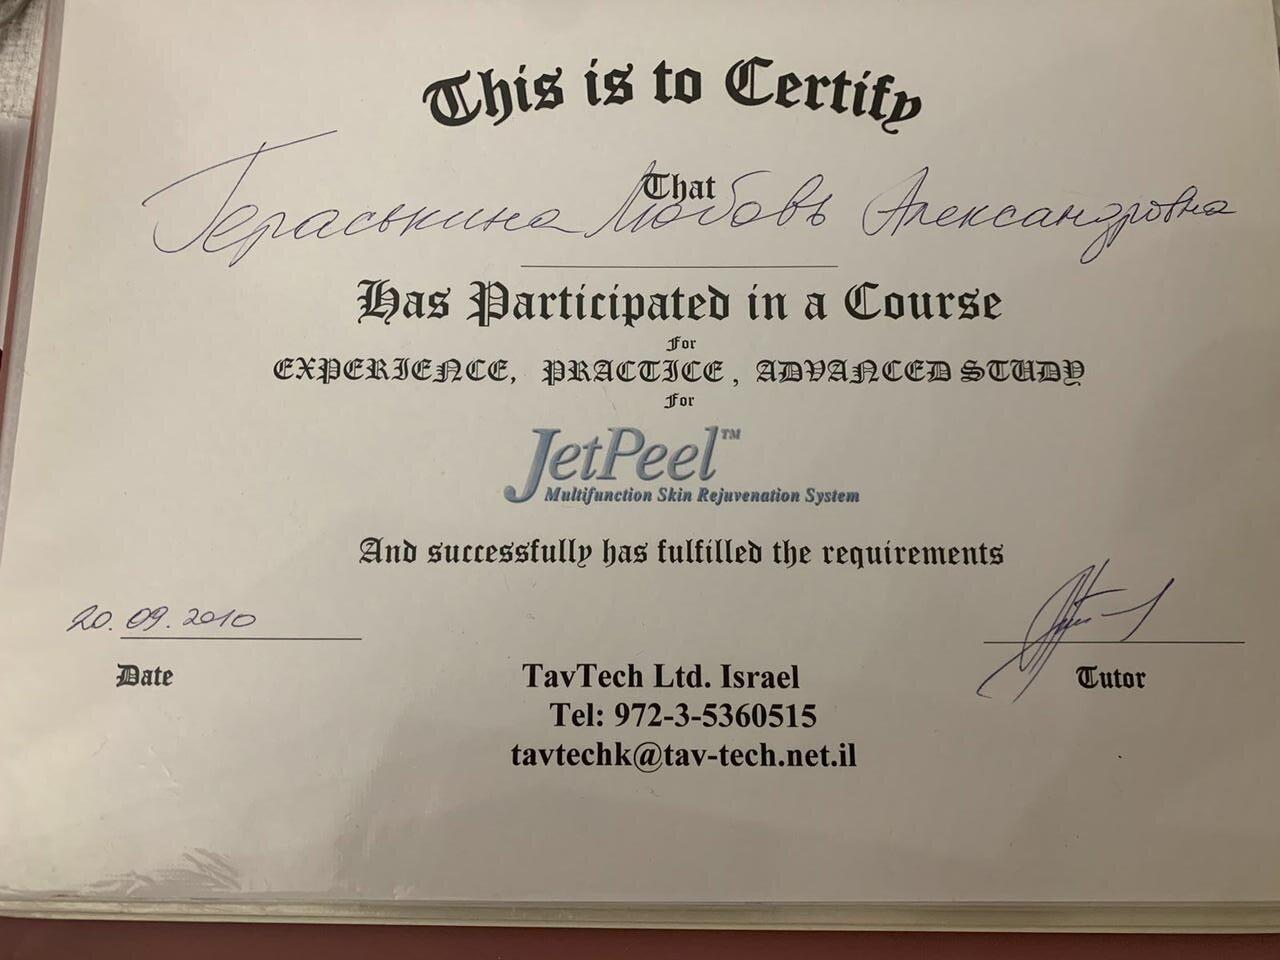 This is to Certify
That
Гераськина Любовь Александровна
Has Participated in a Course
For
EXPERIENCE, PRACTICE, ADVANCED STUDY
For
JetPeel™
Multifunction Skin Rejuvenation System
And successfully has fulfilled the requirements
20.09.2010
Date
TavTech Ltd. Israel
Tutor
Tel: 972-3-5360515
tavtechk@tav-tech.net.il